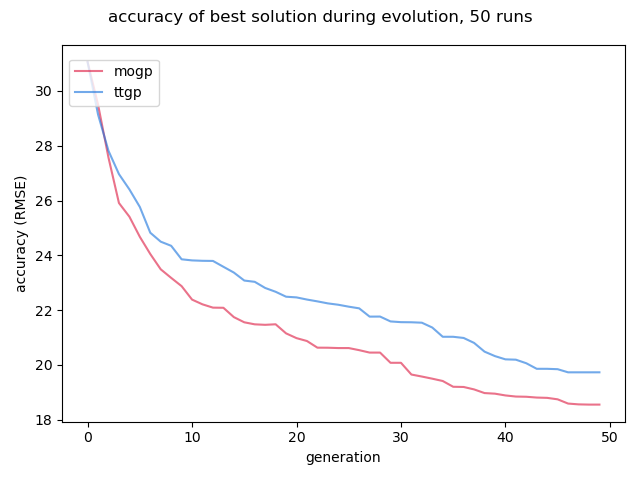 accuracy of best solution during evolution, 50 runs
mogp
ttgp
accuracy (RMSE)
30
28
26
24
22
20
18
0 10 20 30 40 50
generation